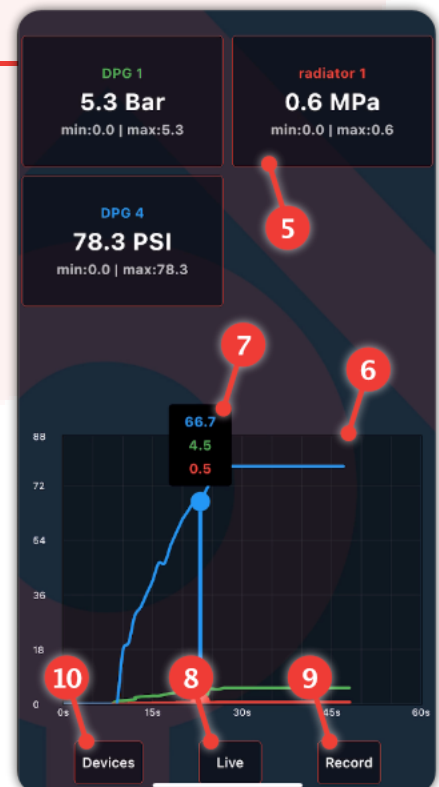 DPG 1
5.3 Bar
min:0.0 | max:5.3
radiator 1
0.6 MPa
min:0.0 | max:0.6
DPG 4
78.3 PSI
min:0.0 | max:78.3
5
7
6
66.7
4.5
0.5
88
72
54
36
18
0
0s 15s 30s 45s 60s
10 8 9
Devices Live Record